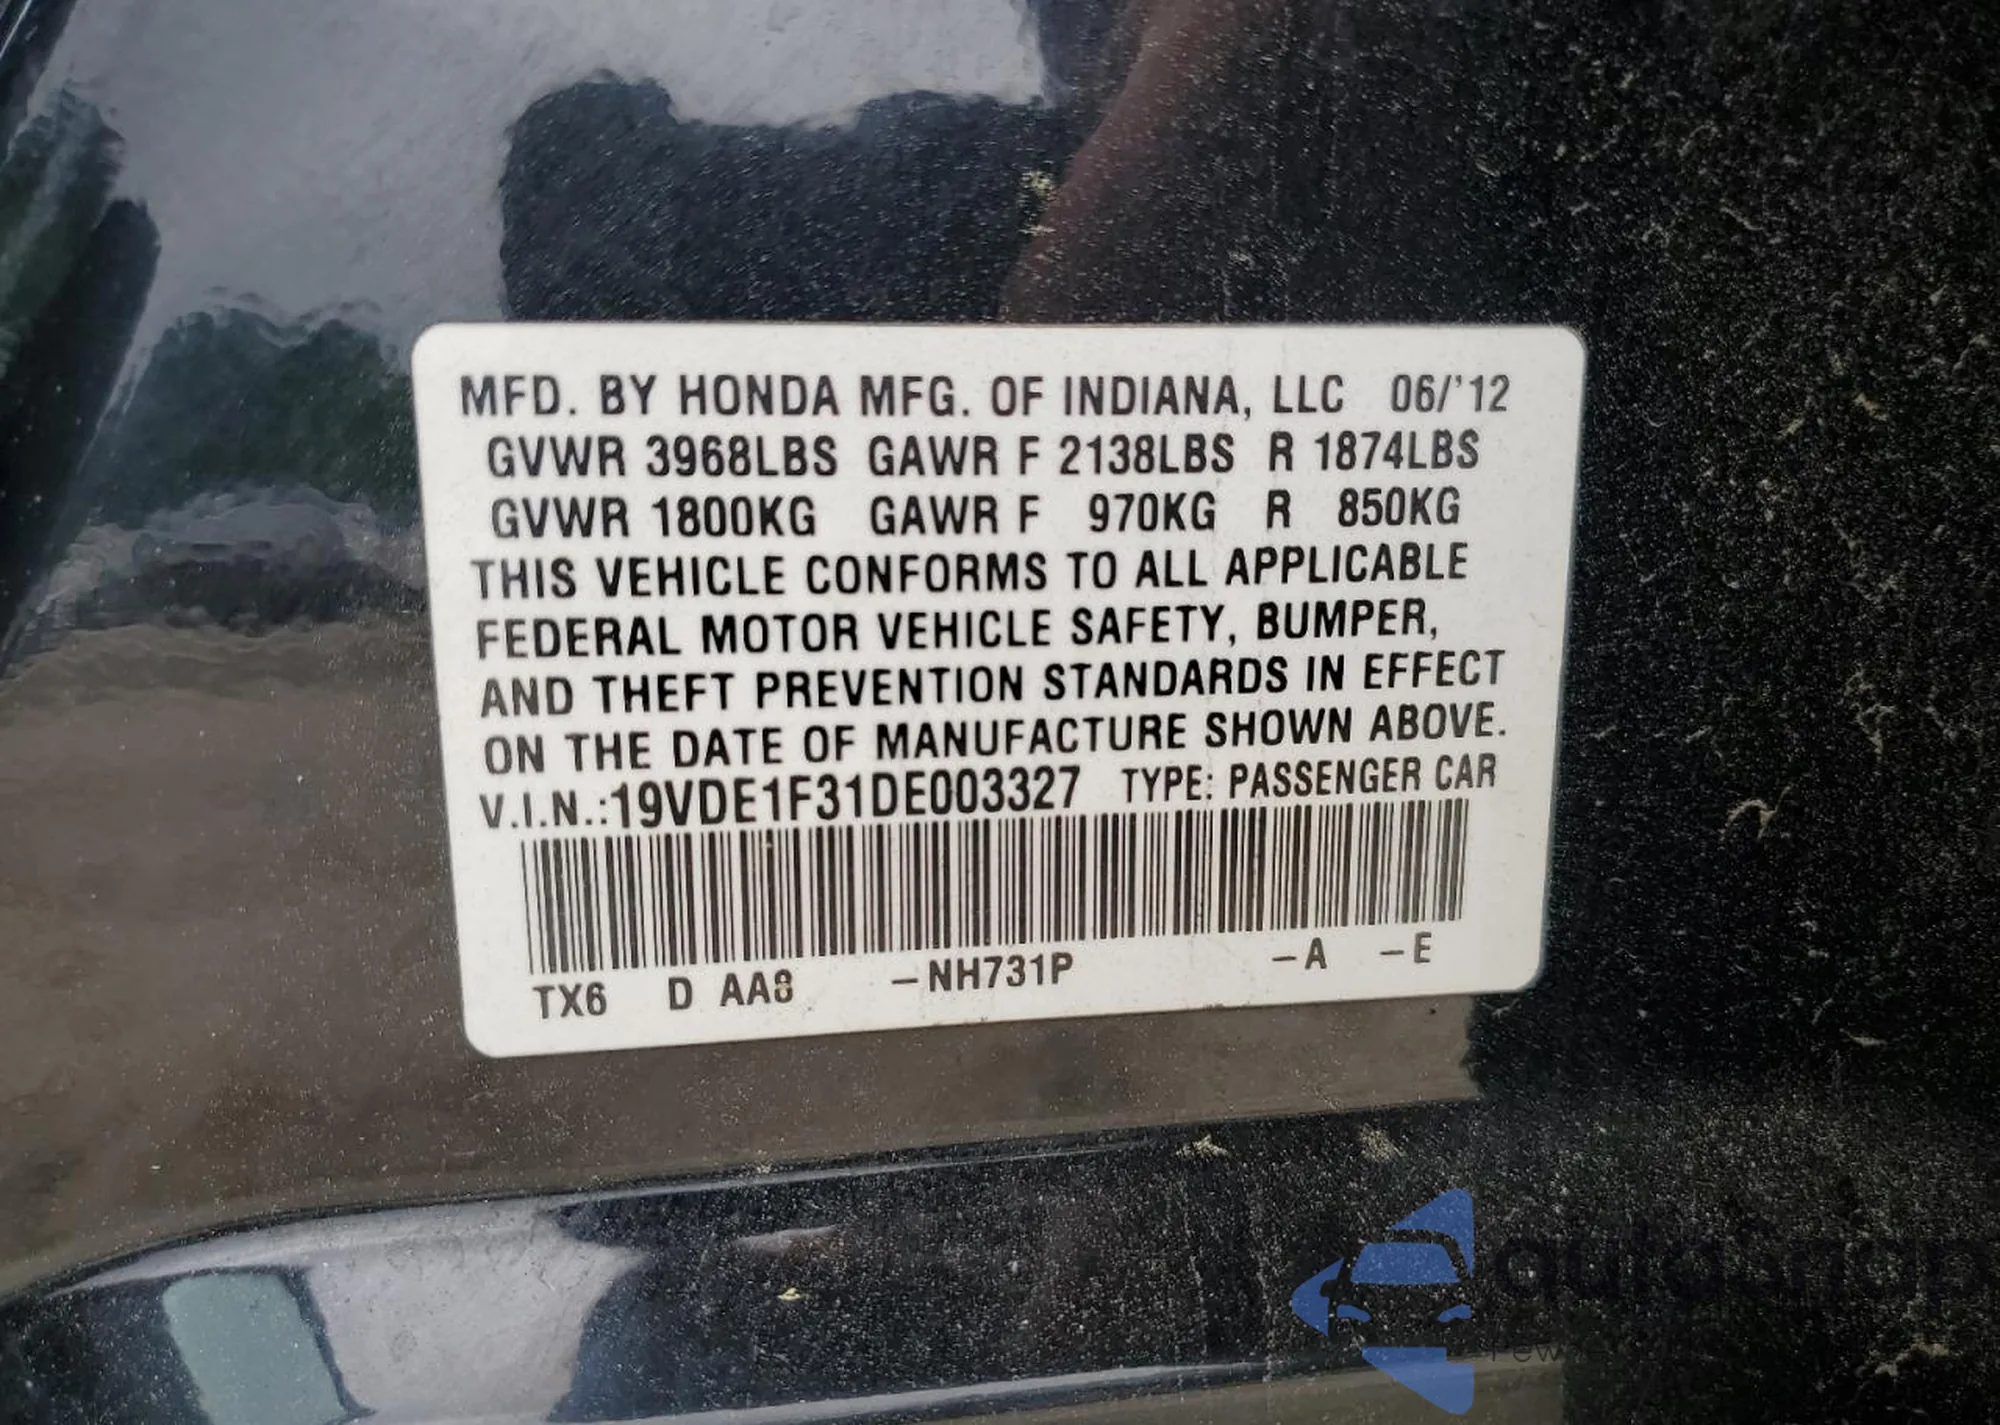 MFD. BY HONDA MFG. OF INDIANA, LLC 06/'12
GVWR 3968LBS GAWR F 2138LBS R 1874LBS
GVWR 1800KG GAWR F 970KG R 850KG
THIS VEHICLE CONFORMS TO ALL APPLICABLE
FEDERAL MOTOR VEHICLE SAFETY, BUMPER,
AND THEFT PREVENTION STANDARDS IN EFFECT
ON THE DATE OF MANUFACTURE SHOWN ABOVE.
V.I.N.:19VDE1F31DE003327 TYPE: PASSENGER CAR
TX6 D AA8 –NH731P –A –E